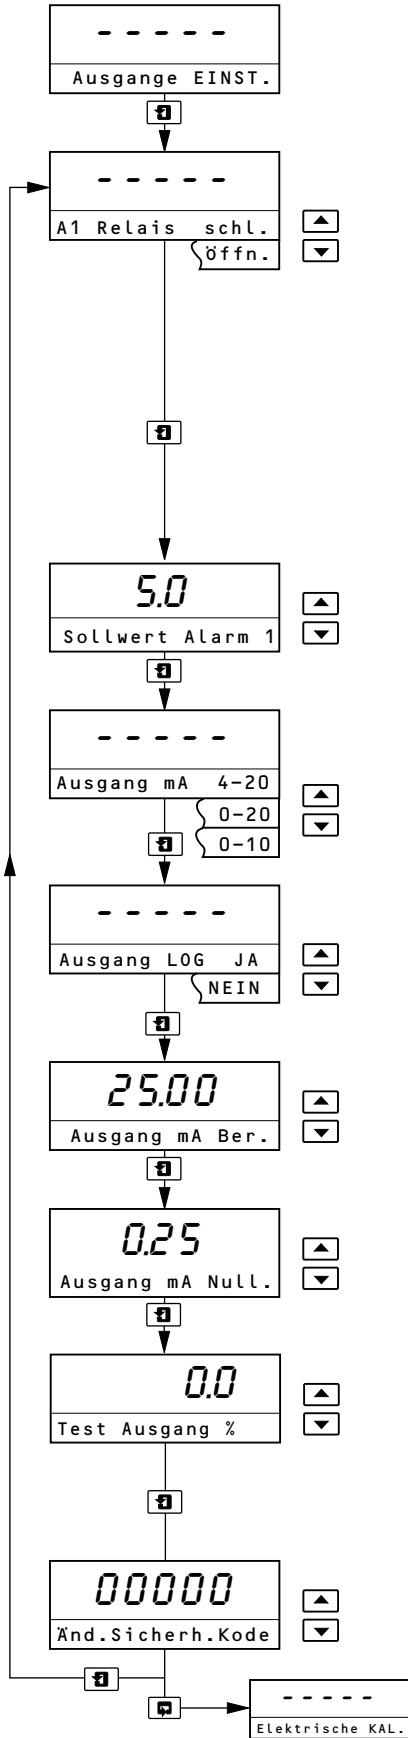 - - - - -
Ausgange EINST.
- - - - -
A1 Relais schl.
öffn.
5.0
Sollwert Alarm 1
- - - - -
Ausgang mA 4–20
0–20
0–10
- - - - -
Ausgang LOG JA
NEIN
25.00
Ausgang mA Ber.
0.25
Ausgang mA Null.
0.0
Test Ausgang %
00000
Änd.Sicherh.Kode
- - - - -
Elektrische KAL.